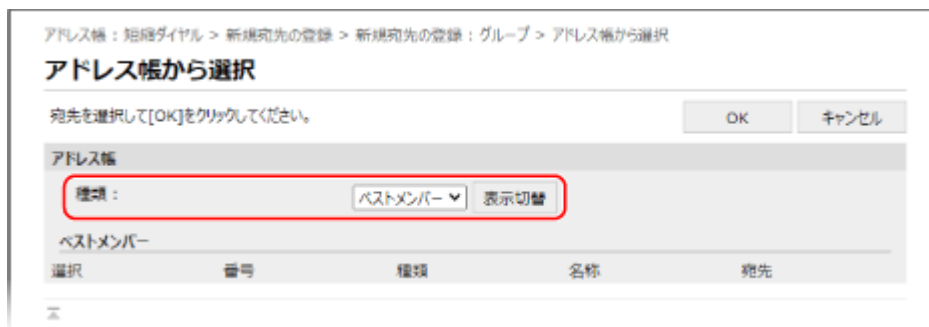 アドレス帳：短縮ダイヤル > 新規宛先の登録 > 新規宛先の登録：グループ > アドレス帳から選択
アドレス帳から選択
宛先を選択して[OK]をクリックしてください。 OK キャンセル
アドレス帳
種類： ベストメンバー 表示切替
ベストメンバー
選択 番号 種類 名称 宛先